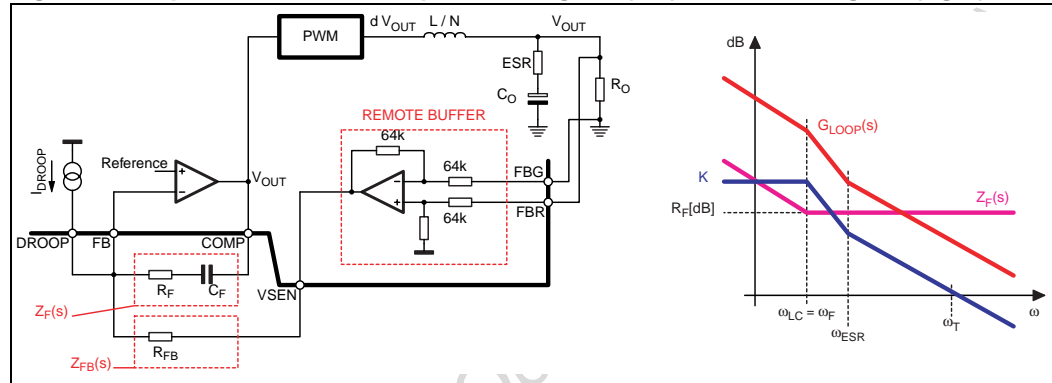 PWM
d V_OUT
L / N
V_OUT
ESR
C_O
R_O
REMOTE BUFFER
64k
64k
64k
FBG
FBR
Reference
V_OUT
I_DROOP
DROOP
FB
COMP
VSEN
R_F
C_F
Z_F(s)
R_FB
Z_FB(s)
dB
G_LOOP(s)
K
Z_F(s)
R_F[dB]
ω_LC = ω_F
ω_ESR
ω_T
ω